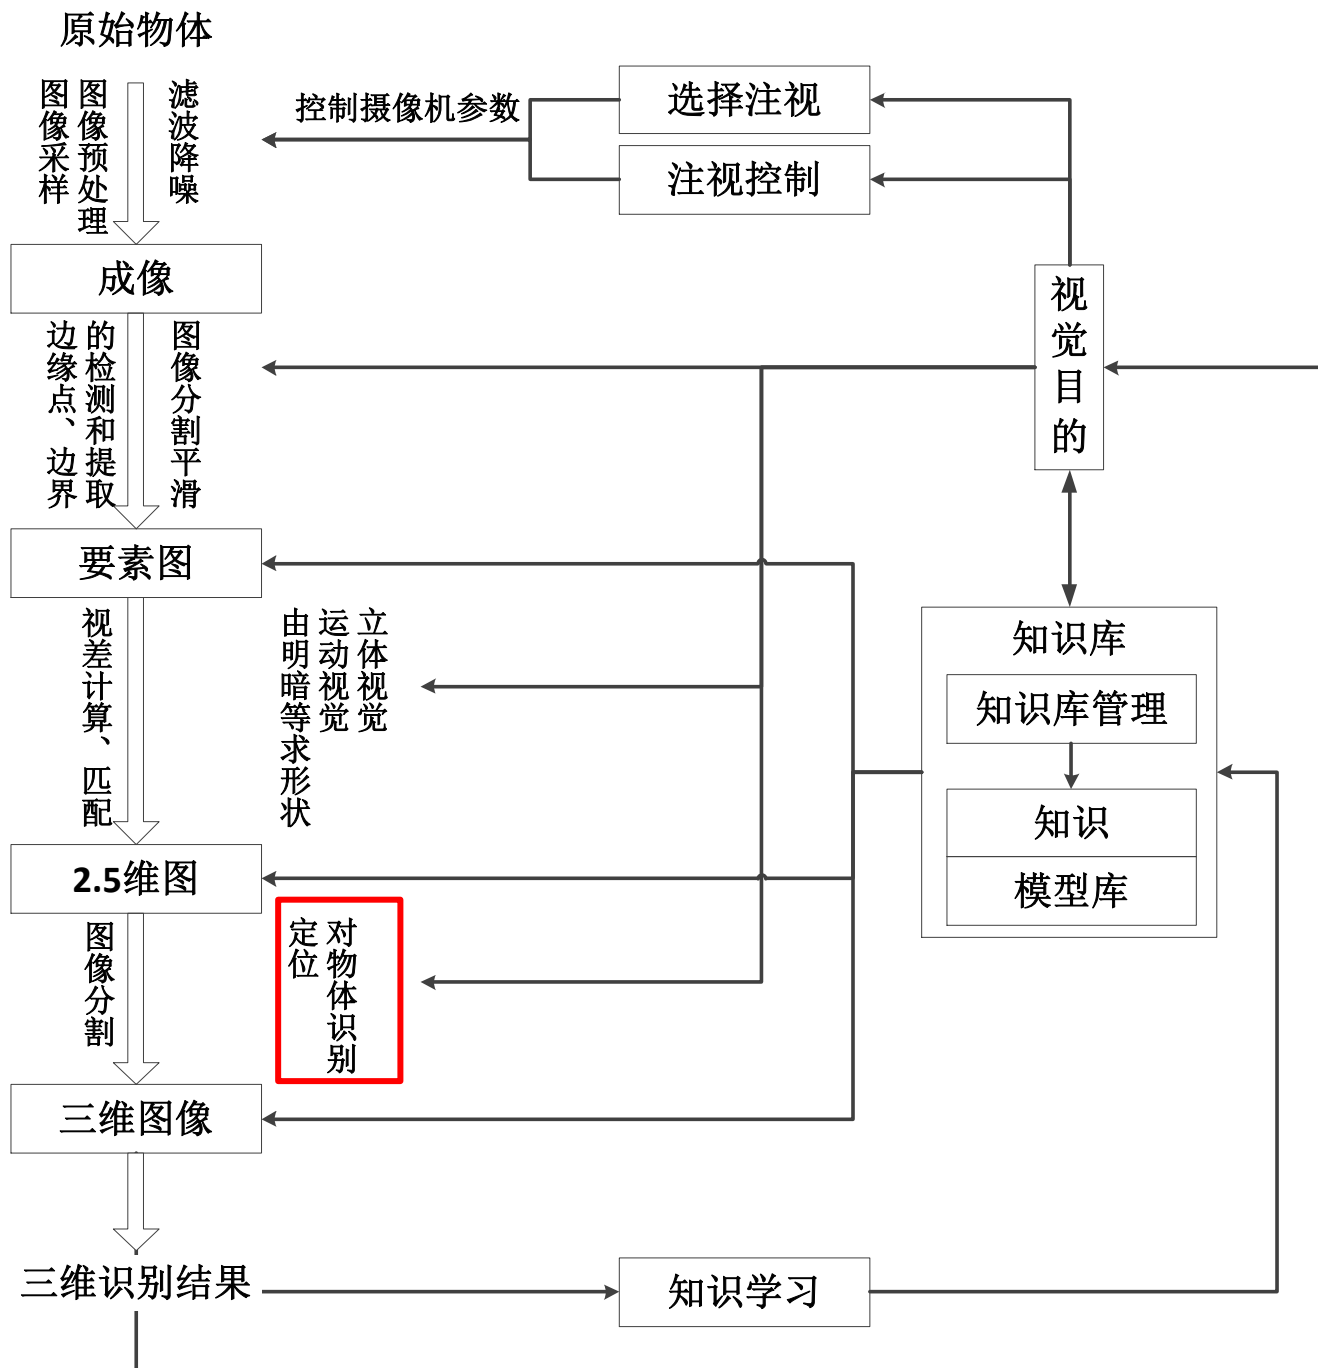 原始物体
图像采样
图像预处理
滤波降噪
控制摄像机参数
选择注视
注视控制
成像
视觉目的
边缘点、边界
的检测和提取
图像分割平滑
要素图
视差计算、匹配
由明暗等求形状
运动视觉
立体视觉
知识库
知识库管理
知识
模型库
2.5维图
图像分割
定位
对物体识别
三维图像
三维识别结果
知识学习